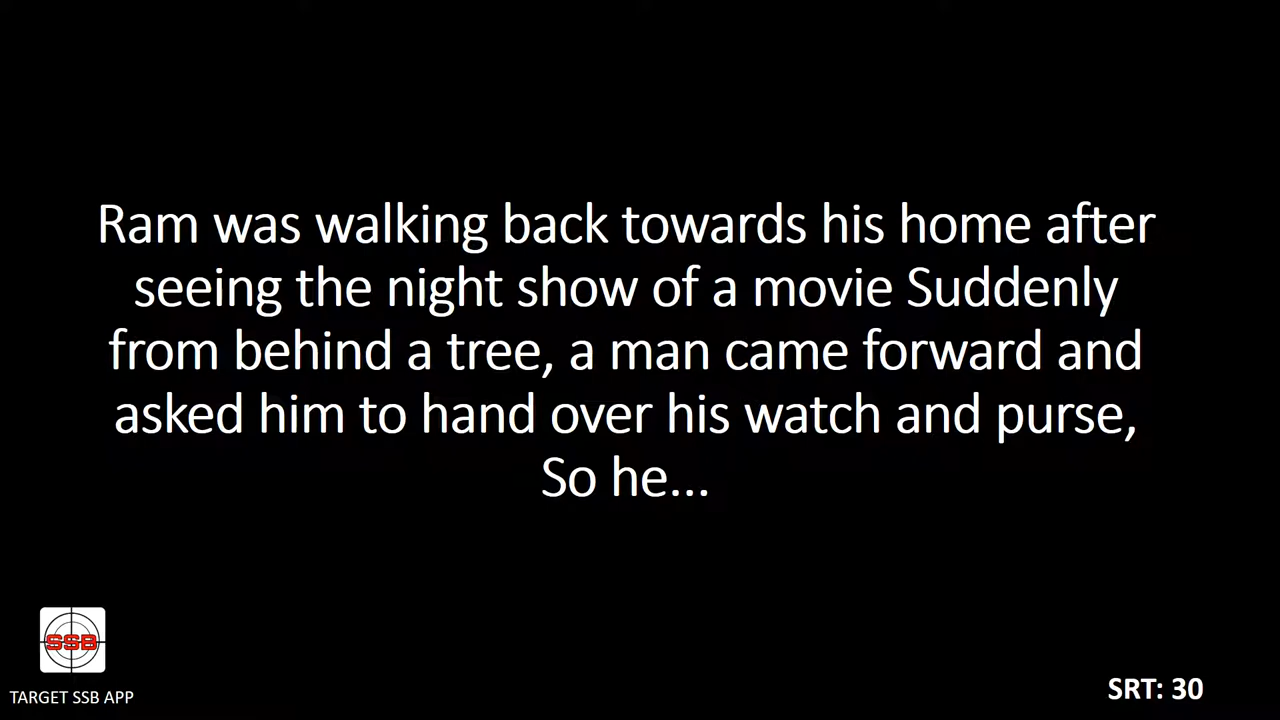 Ram was walking back towards his home after
seeing the night show of a movie Suddenly
from behind a tree, a man came forward and
asked him to hand over his watch and purse,
So he...
SSB
TARGET SSB APP
SRT: 30